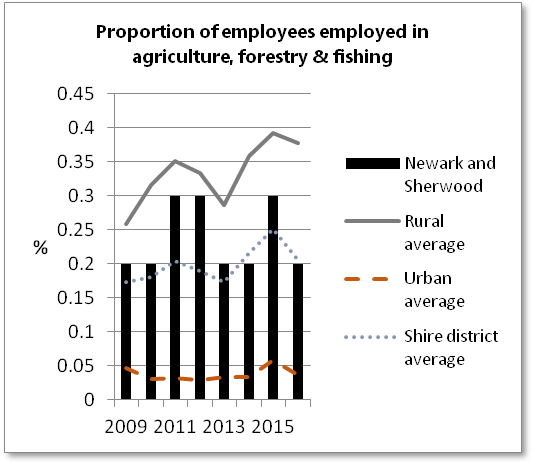 Proportion of employees employed in
agriculture, forestry & fishing
0.45
0.4
0.35
0.3
0.25
0.2
0.15
0.1
0.05
0
%
2009 2011 2013 2015
Newark and
Sherwood
Rural
average
Urban
average
Shire district
average